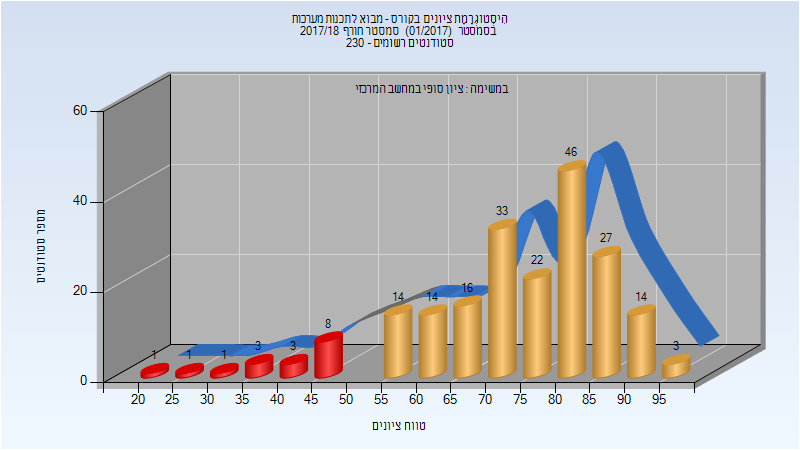 היסטוגרמת ציונים בקורס - מבוא לתכנות מערכות
בסמסטר (01/2017) סמסטר חורף 2017/18
סטודנטים רשומים - 230
במשימה : ציון סופי במחשב המרכזי
מספר סטודנטים
60
40
20
0
1 1 1 3 3 8 14 14 16 33 22 46 27 14 3
20 25 30 35 40 45 50 55 60 65 70 75 80 85 90 95
טווח ציונים